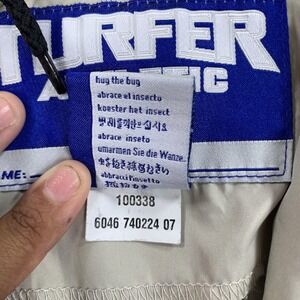 TURFER
hug the bug
abrace el insecto
koester het insect
abrace inseto
umarmen Sie die Wanze
abbracci l'insetto
AME:
100338
6046 740224 07